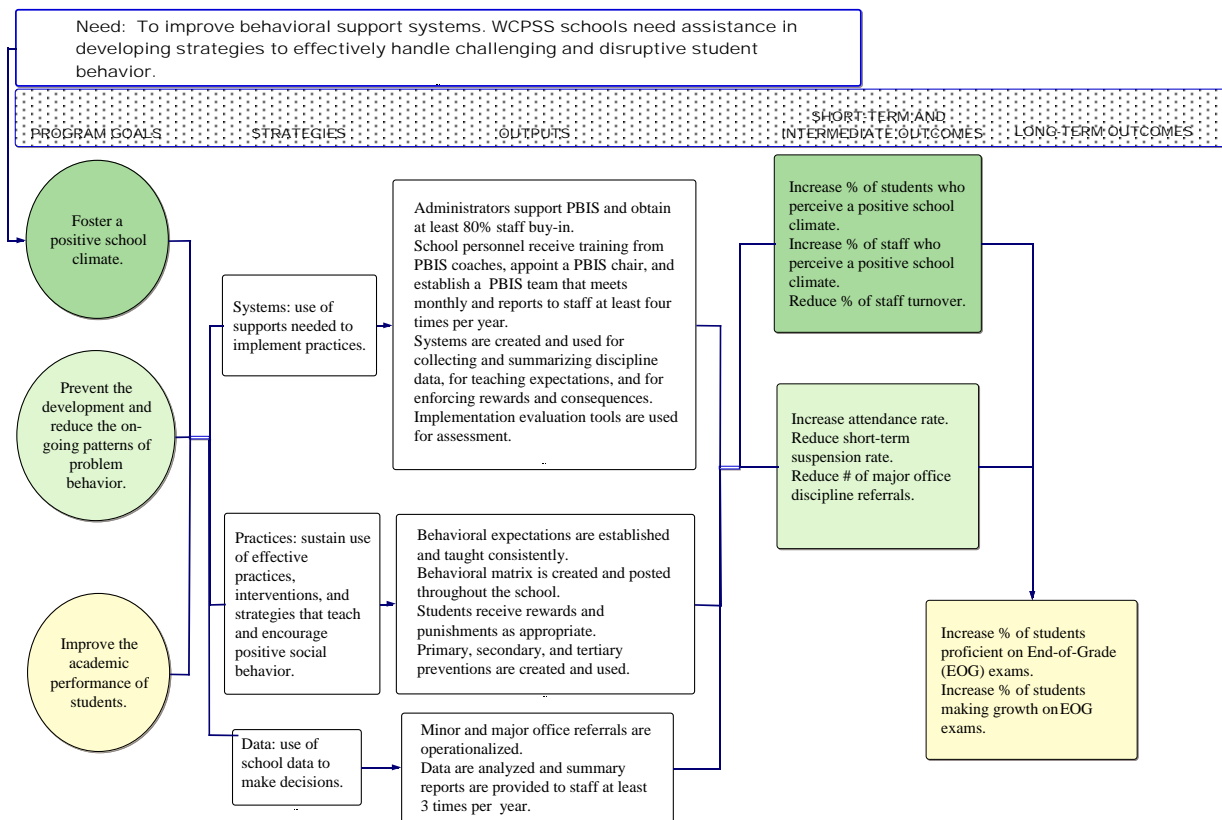 Need: To improve behavioral support systems. WCPSS schools need assistance in
developing strategies to effectively handle challenging and disruptive student
behavior.
PROGRAM GOALS
STRATEGIES
OUTPUTS
SHORT-TERM AND
INTERMEDIATE OUTCOMES
LONG-TERM OUTCOMES
Foster a
positive school
climate.
Prevent the
development and
reduce the on-
going patterns of
problem
behavior.
Improve the
academic
performance of
students.
Systems: use of
supports needed to
implement practices.
Practices: sustain use
of effective
practices,
interventions, and
strategies that teach
and encourage
positive social
behavior.
Data: use of
school data to
make decisions.
Administrators support PBIS and obtain
at least 80% staff buy-in.
School personnel receive training from
PBIS coaches, appoint a PBIS chair, and
establish a PBIS team that meets
monthly and reports to staff at least four
times per year.
Systems are created and used for
collecting and summarizing discipline
data, for teaching expectations, and for
enforcing rewards and consequences.
Implementation evaluation tools are used
for assessment.
Behavioral expectations are established
and taught consistently.
Behavioral matrix is created and posted
throughout the school.
Students receive rewards and
punishments as appropriate.
Primary, secondary, and tertiary
preventions are created and used.
Minor and major office referrals are
operationalized.
Data are analyzed and summary
reports are provided to staff at least
3 times per year.
Increase % of students who
perceive a positive school
climate.
Increase % of staff who
perceive a positive school
climate.
Reduce % of staff turnover.
Increase attendance rate.
Reduce short-term
suspension rate.
Reduce # of major office
discipline referrals.
Increase % of students
proficient on End-of-Grade
(EOG) exams.
Increase % of students
making growth on EOG
exams.